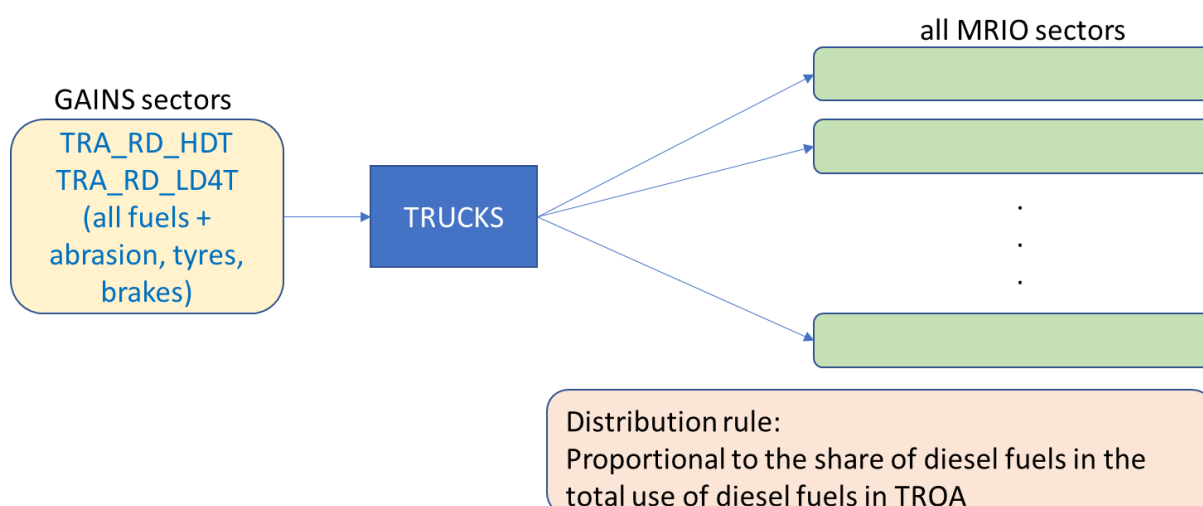 all MRIO sectors
GAINS sectors
TRA_RD_HDT
TRA_RD_LD4T
(all fuels +
abrasion, tyres,
brakes)
TRUCKS
.
.
.
Distribution rule:
Proportional to the share of diesel fuels in the
total use of diesel fuels in TROA